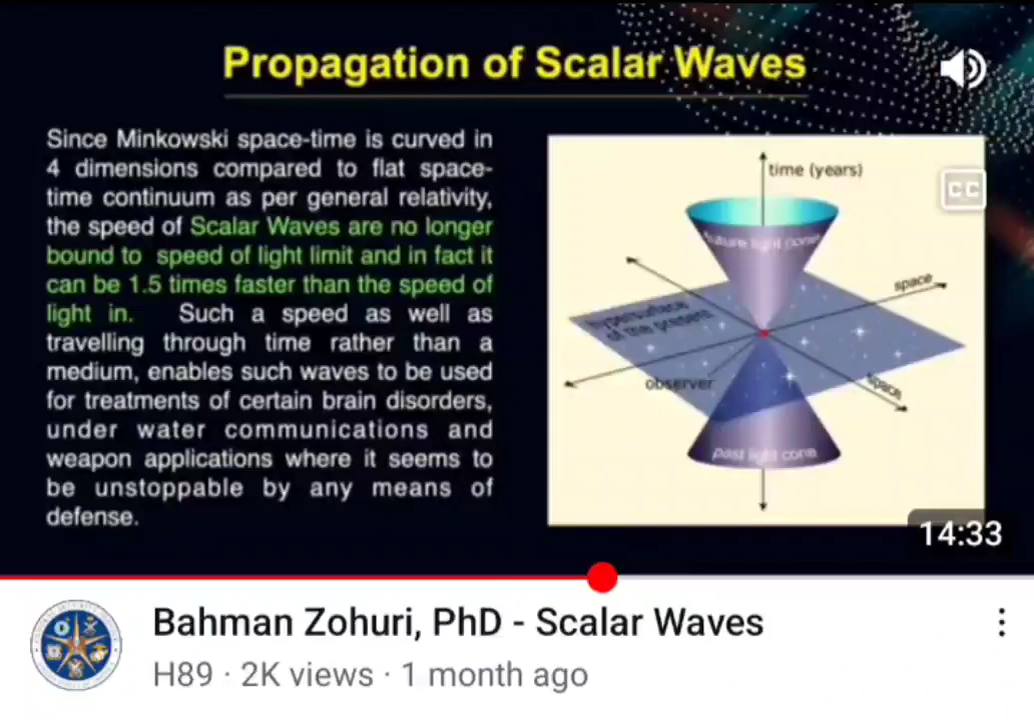 Propagation of Scalar Waves
Since Minkowski space-time is curved in
4 dimensions compared to flat space-
time continuum as per general relativity,
the speed of Scalar Waves are no longer
bound to speed of light limit and in fact it
can be 1.5 times faster than the speed of
light in. Such a speed as well as
travelling through time rather than a
medium, enables such waves to be used
for treatments of certain brain disorders,
under water communications and
weapon applications where it seems to
be unstoppable by any means of
defense.
time (years)
CC
future light cone
space
hypersurface
of the present
observer
space
past light cone
14:33
Bahman Zohuri, PhD - Scalar Waves
H89 · 2K views · 1 month ago